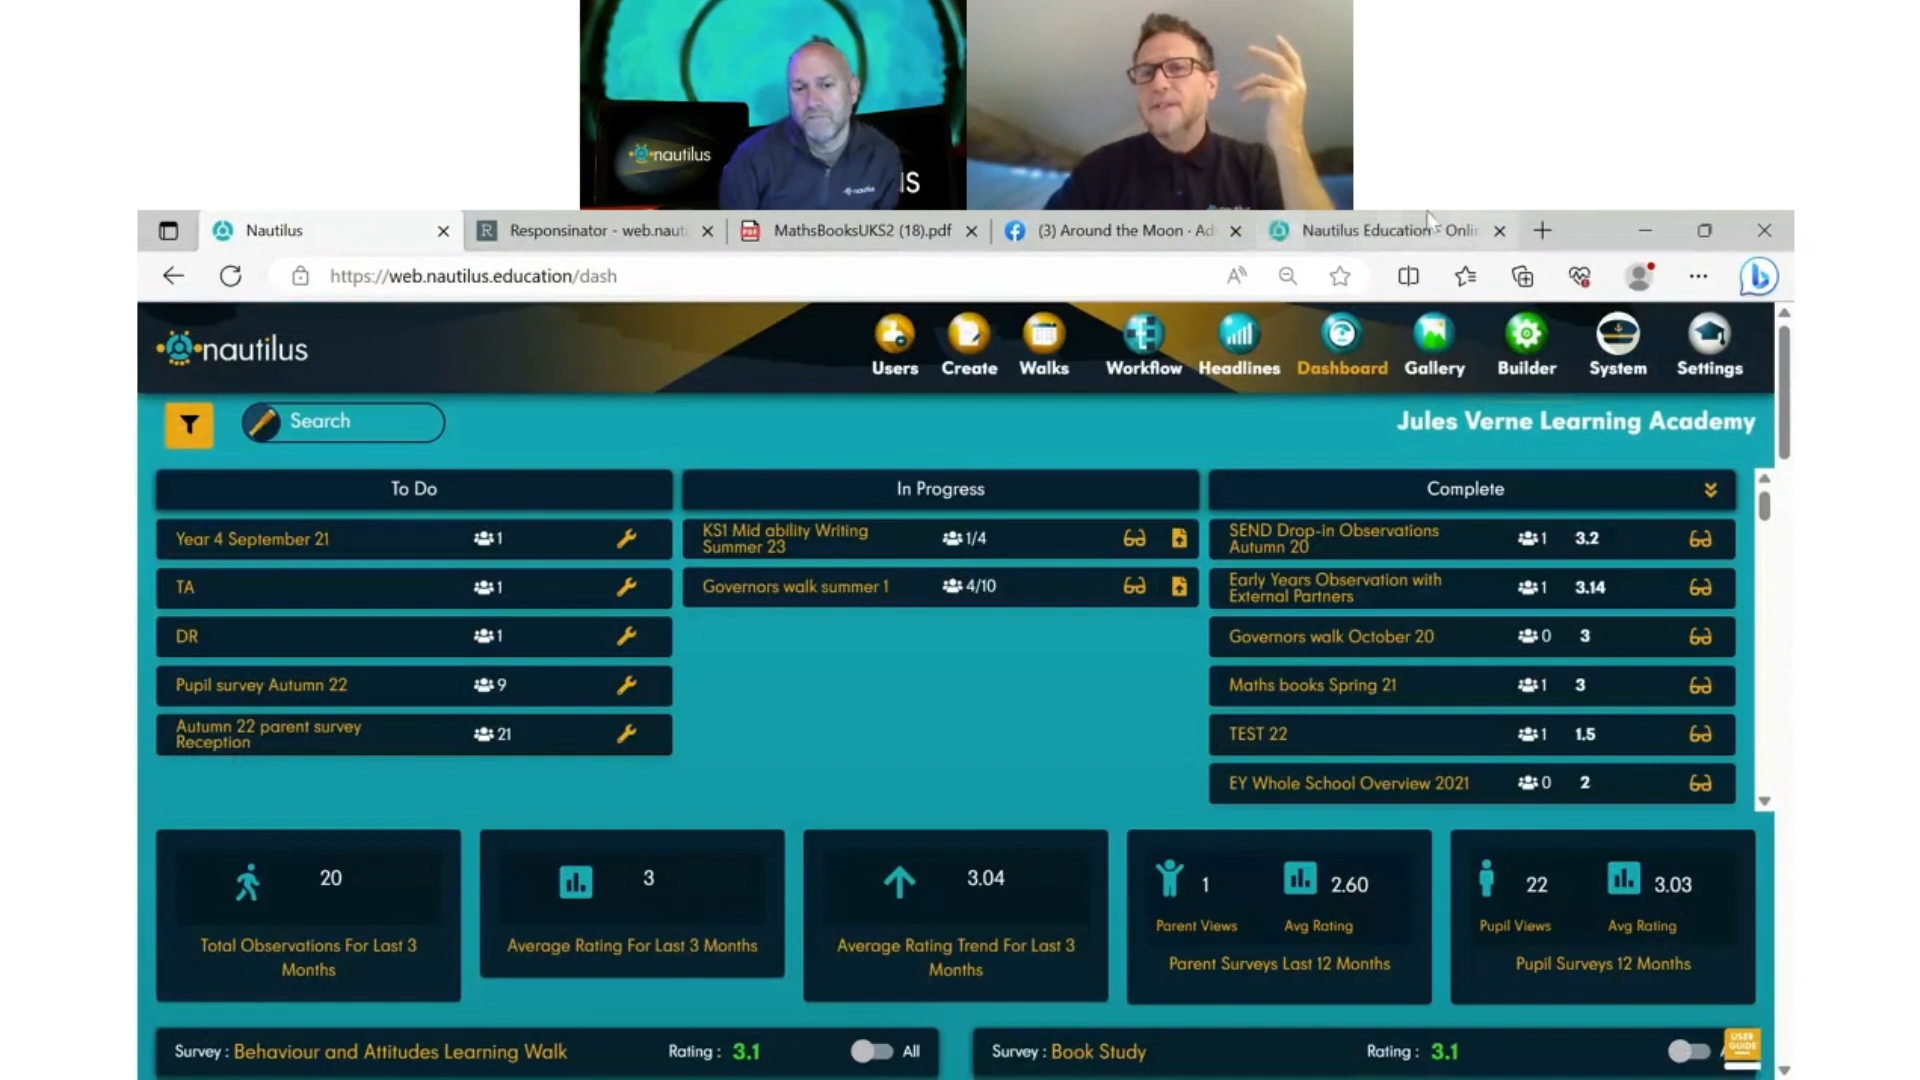 nautilus
nautilus
IS
Nautilus
Responsinator - web.nauti
MathsBooksUKS2 (18).pdf
(3) Around the Moon · Ad
Nautilus Education - Onlin
https://web.nautilus.education/dash
nautilus
Users
Create
Walks
Workflow
Headlines
Dashboard
Gallery
Builder
System
Settings
Search
Jules Verne Learning Academy
To Do
In Progress
Complete
Year 4 September 21
1
TA
1
DR
1
Pupil survey Autumn 22
9
Autumn 22 parent survey
Reception
21
KS1 Mid ability Writing
Summer 23
1/4
Governors walk summer 1
4/10
SEND Drop-in Observations
Autumn 20
1
3.2
Early Years Observation with
External Partners
1
3.14
Governors walk October 20
0
3
Maths books Spring 21
1
3
TEST 22
1
1.5
EY Whole School Overview 2021
0
2
20
Total Observations For Last 3
Months
3
Average Rating For Last 3 Months
3.04
Average Rating Trend For Last 3
Months
1
2.60
Parent Views
Avg Rating
Parent Surveys Last 12 Months
22
3.03
Pupil Views
Avg Rating
Pupil Surveys 12 Months
Survey : Behaviour and Attitudes Learning Walk
Rating : 3.1
All
Survey : Book Study
Rating : 3.1
USER
GUIDE